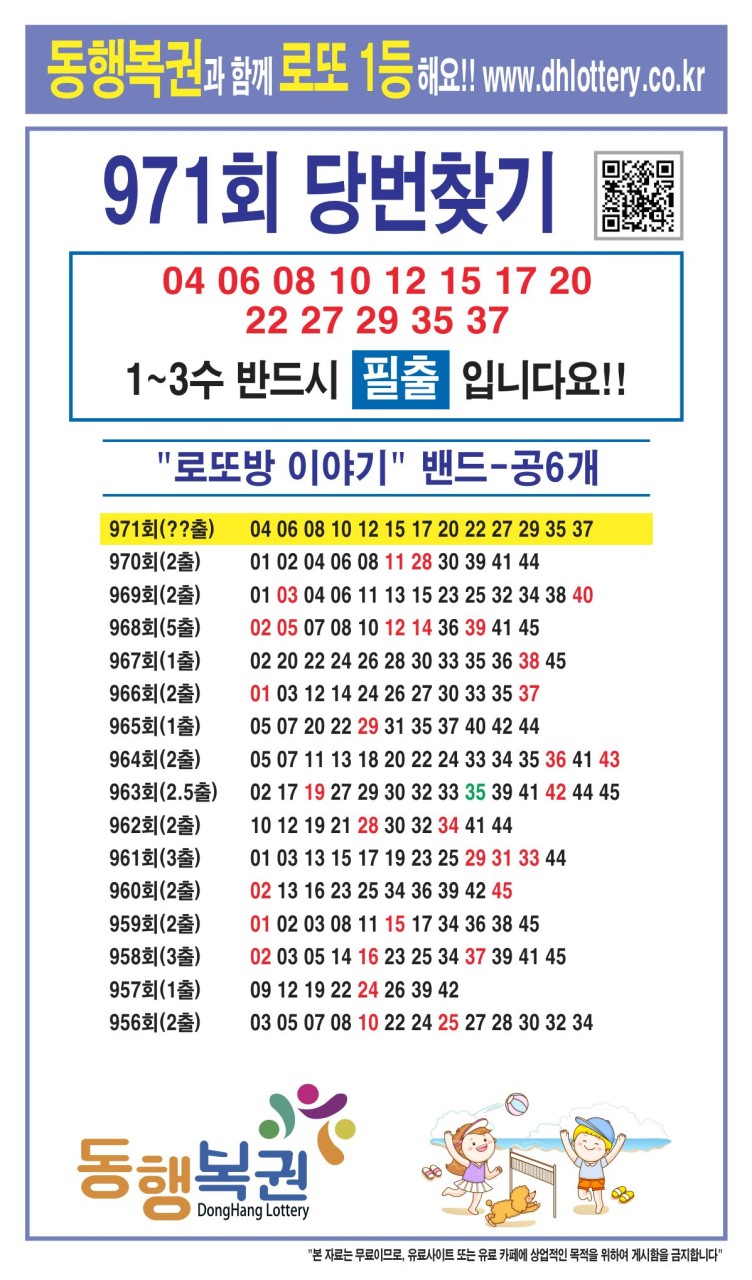 동행복권과 함께 로또 1등해요!! www.dhlottery.co.kr
971회 당번찾기
04 06 08 10 12 15 17 20
22 27 29 35 37
1~3수 반드시 필출 입니다요!!
"로또방 이야기" 밴드-공6개
971회(??출) 04 06 08 10 12 15 17 20 22 27 29 35 37
970회(2출) 01 02 04 06 08 11 28 30 39 41 44
969회(2출) 01 03 04 06 11 13 15 23 25 32 34 38 40
968회(5출) 02 05 07 08 10 12 14 36 39 41 45
967회(1출) 02 20 22 24 26 28 30 33 35 36 38 45
966회(2출) 01 03 12 14 24 26 27 30 33 35 37
965회(1출) 05 07 20 22 29 31 35 37 40 42 44
964회(2출) 05 07 11 13 18 20 22 24 33 34 35 36 41 43
963회(2.5출) 02 17 19 27 29 30 32 33 35 39 41 42 44 45
962회(2출) 10 12 19 21 28 30 32 34 41 44
961회(3출) 01 03 13 15 17 19 23 25 29 31 33 44
960회(2출) 02 13 16 23 25 34 36 39 42 45
959회(2출) 01 02 03 08 11 15 17 34 36 38 45
958회(3출) 02 03 05 14 16 23 25 34 37 39 41 45
957회(1출) 09 12 19 22 24 26 39 42
956회(2출) 03 05 07 08 10 22 24 25 27 28 30 32 34
동행복권
DongHang Lottery
"본 자료는 무료이므로, 유료사이트 또는 유료 카페에 상업적인 목적을 위하여 게시함을 금지합니다"